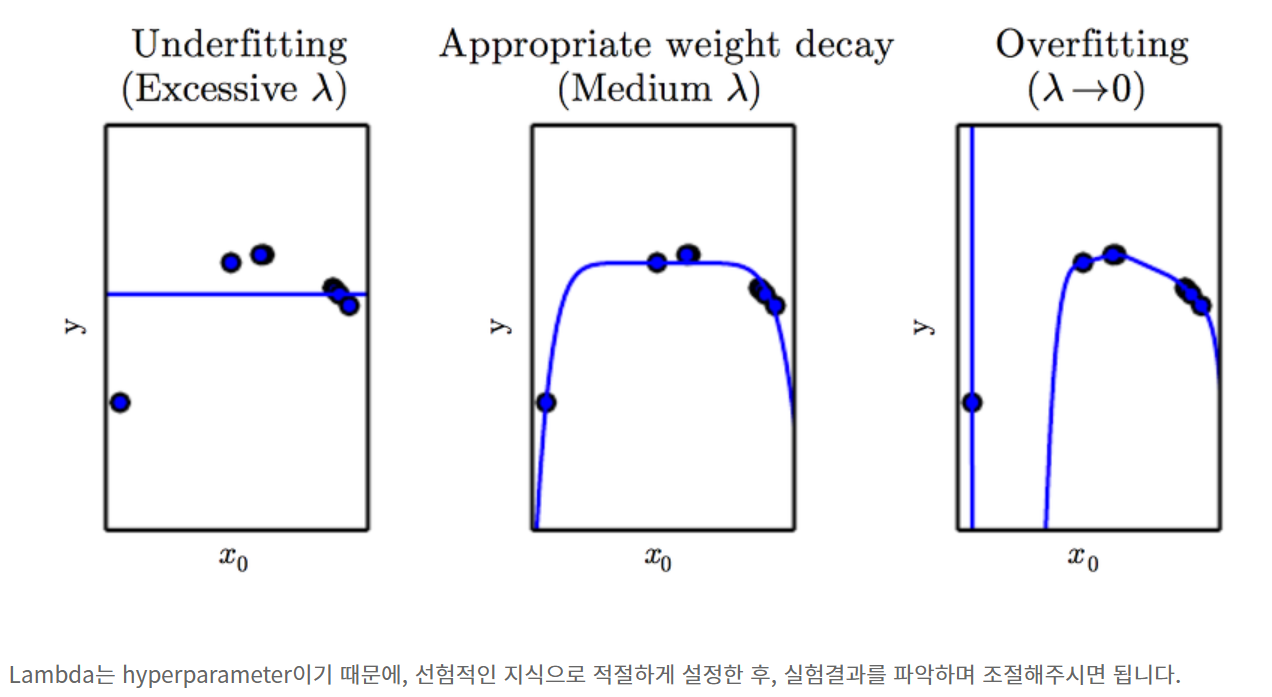 Underfitting
(Excessive λ)
Appropriate weight decay
(Medium λ)
Overfitting
(λ→0)
y
x₀
y
x₀
y
x₀
Lambda는 hyperparameter이기 때문에, 선험적인 지식으로 적절하게 설정한 후, 실험결과를 파악하며 조절해주시면 됩니다.